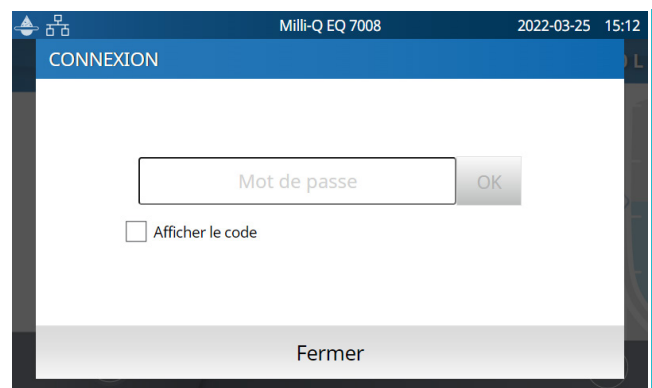 Milli-Q EQ 7008 2022-03-25 15:12
CONNEXION
L
Mot de passe OK
Afficher le code
Fermer